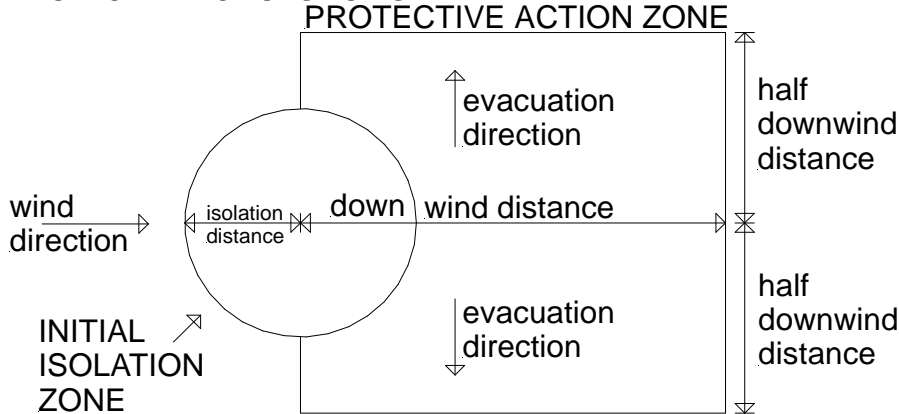 PROTECTIVE ACTION ZONE
evacuation
direction
half
downwind
distance
wind
direction
isolation
distance
down wind distance
evacuation
direction
half
downwind
distance
INITIAL
ISOLATION
ZONE